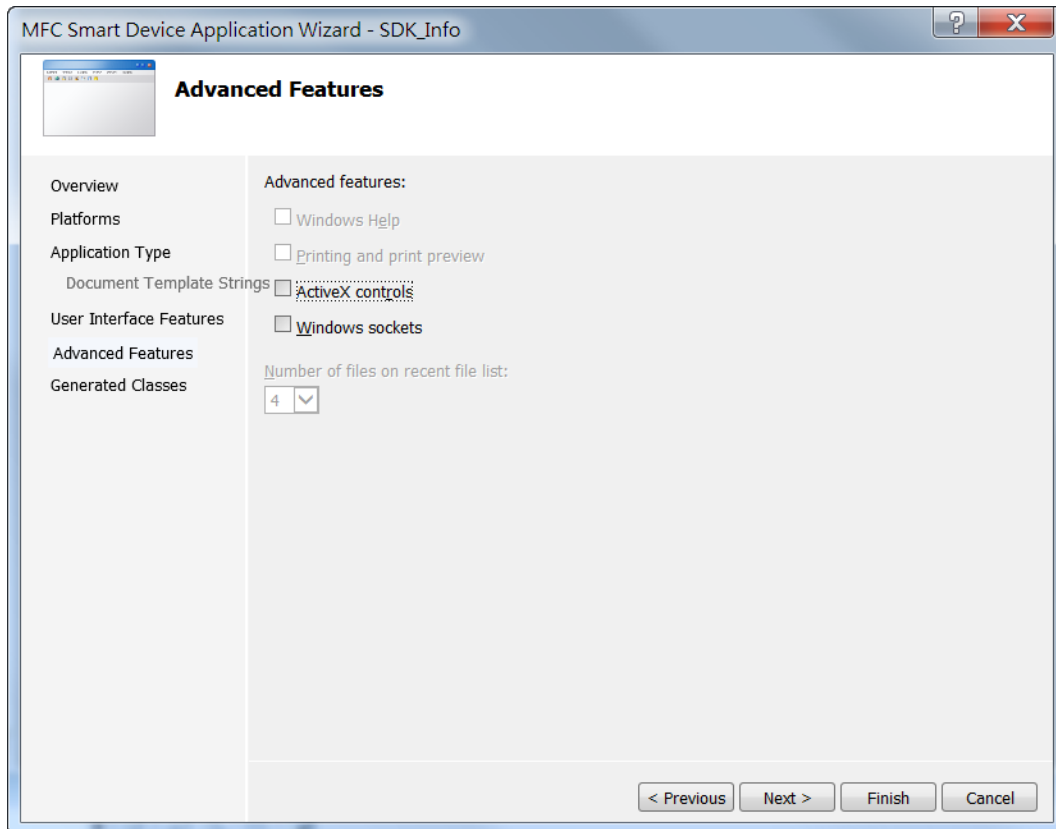 MFC Smart Device Application Wizard - SDK_Info
Advanced Features
Overview
Platforms
Application Type
Document Template Strings
User Interface Features
Advanced Features
Generated Classes
Advanced features:
Windows Help
Printing and print preview
ActiveX controls
Windows sockets
Number of files on recent file list:
4
< Previous
Next >
Finish
Cancel